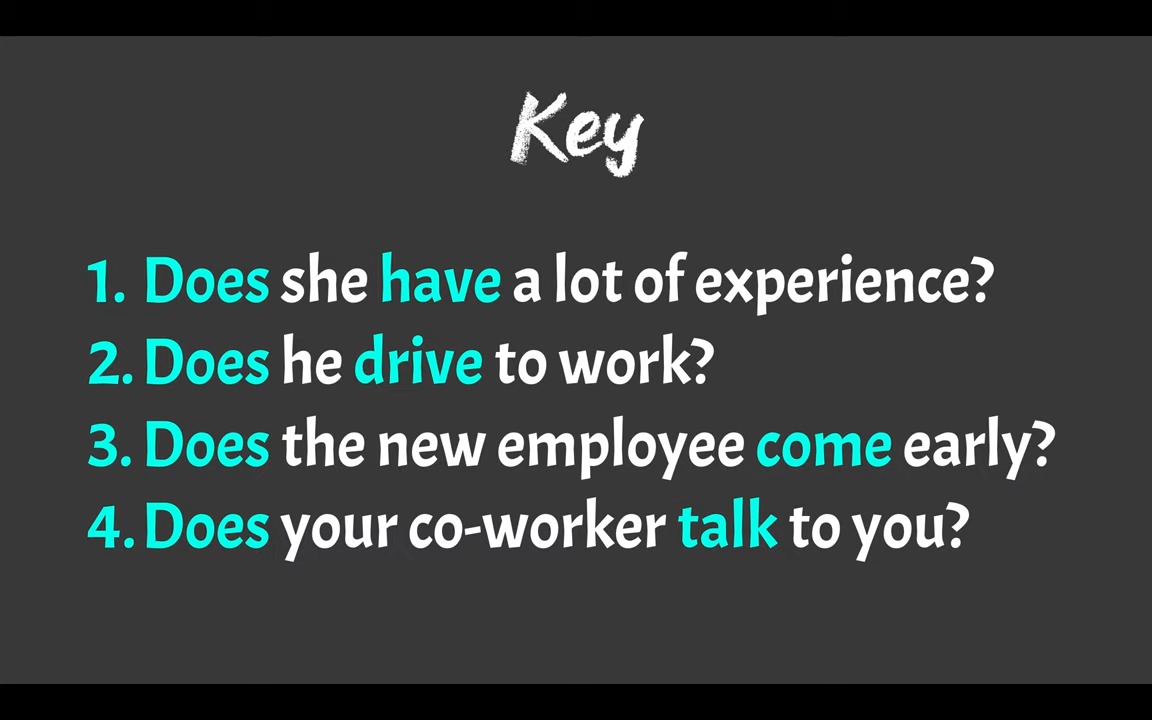 Key
1. Does she have a lot of experience?
2. Does he drive to work?
3. Does the new employee come early?
4. Does your co-worker talk to you?